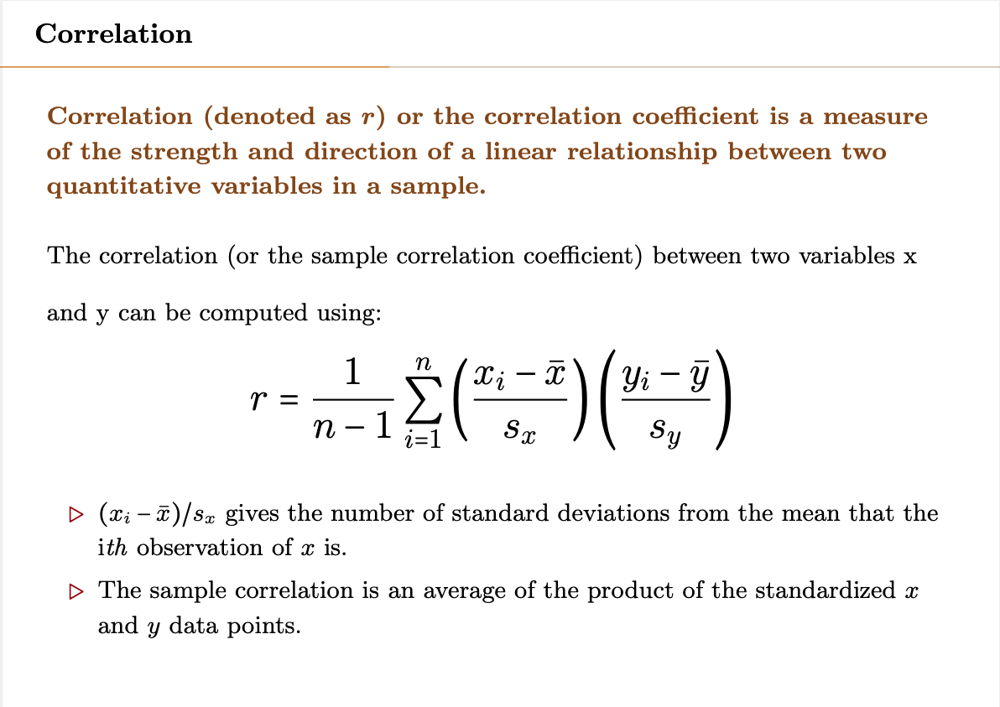 Correlation
Correlation (denoted as r) or the correlation coefficient is a measure
of the strength and direction of a linear relationship between two
quantitative variables in a sample.
The correlation (or the sample correlation coefficient) between two variables x
and y can be computed using:
r = \frac{1}{n − 1} \sum_{i=1}^{n} \left( \frac{x_i − \bar{x}}{s_x} \right) \left( \frac{y_i − \bar{y}}{s_y} \right)
▷ (x_i − \bar{x})/s_x gives the number of standard deviations from the mean that the
ith observation of x is.
▷ The sample correlation is an average of the product of the standardized x
and y data points.